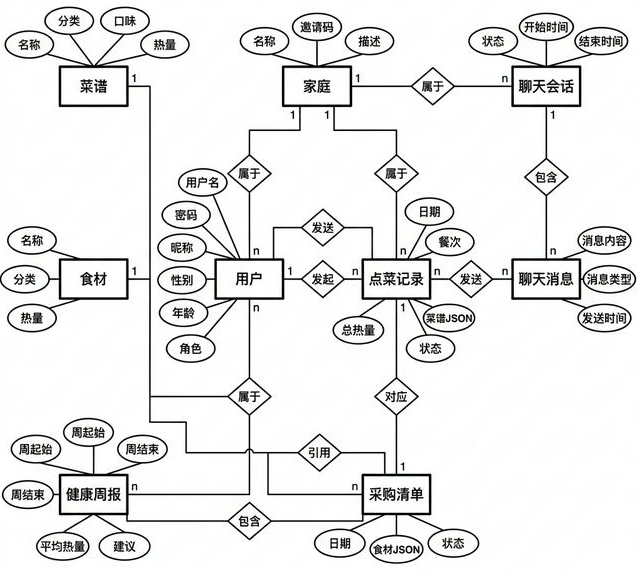 分类
口味
名称
热量
菜谱
1
邀请码
名称
描述
家庭
1
1
1
属于
n
开始时间
状态
结束时间
聊天会话
1
属于
属于
包含
用户名
密码
昵称
性别
年龄
角色
n
用户
1
n
发送
发起
n
n
点菜记录
n
1
日期
餐次
总热量
菜谱JSON
状态
发送
n
n
聊天消息
消息内容
消息类型
发送时间
名称
分类
热量
食材
1
属于
对应
引用
1
周起始
周起始
周结束
周结束
健康周报
n
平均热量
建议
包含
n
采购清单
日期
食材JSON
状态